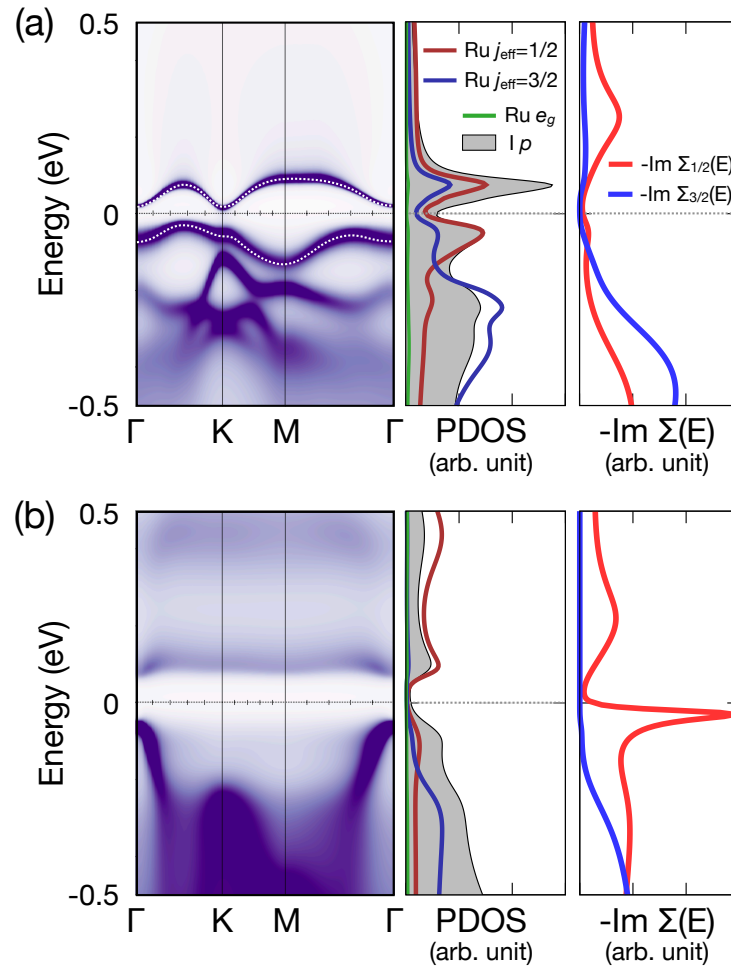 (a)
0.5
0
-0.5
Energy (eV)
Γ K M Γ
Ru jeff=1/2
Ru jeff=3/2
Ru eg
I p
PDOS
(arb. unit)
-Im Σ1/2(E)
-Im Σ3/2(E)
-Im Σ(E)
(arb. unit)
(b)
0.5
0
-0.5
Energy (eV)
Γ K M Γ
PDOS
(arb. unit)
-Im Σ(E)
(arb. unit)